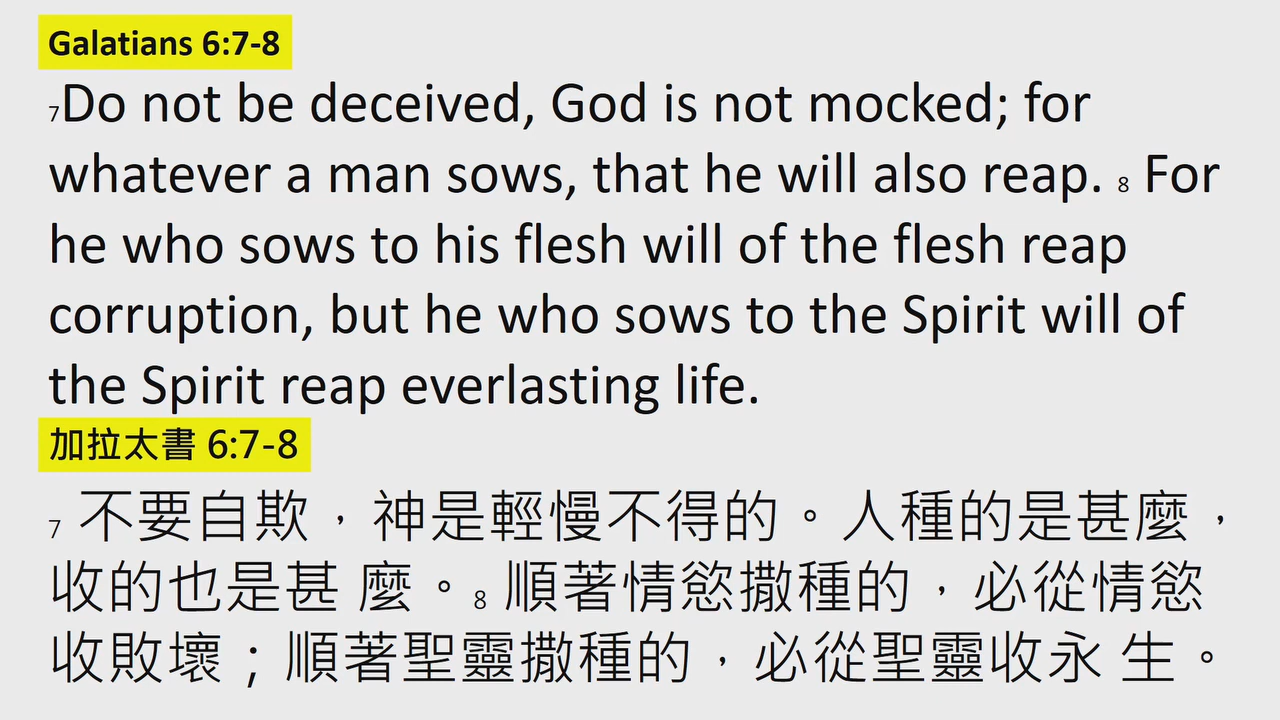 Galatians 6:7-8
7Do not be deceived, God is not mocked; for
whatever a man sows, that he will also reap. 8 For
he who sows to his flesh will of the flesh reap
corruption, but he who sows to the Spirit will of
the Spirit reap everlasting life.
加拉太書 6:7-8
7 不要自欺，神是輕慢不得的。人種的是甚麼，
收的也是甚 麼。8 順著情慾撒種的，必從情慾
收敗壞；順著聖靈撒種的，必從聖靈收永 生。